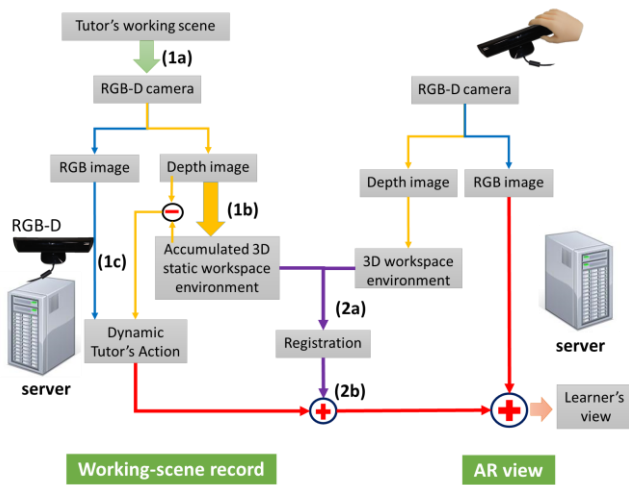 Tutor's working scene
(1a)
RGB-D camera
RGB-D camera
RGB image
Depth image
Depth image
RGB image
(1b)
RGB-D
(1c)
Accumulated 3D
static workspace
environment
3D workspace
environment
(2a)
Dynamic
Tutor's Action
Registration
server
server
(2b)
Learner's
view
Working-scene record
AR view